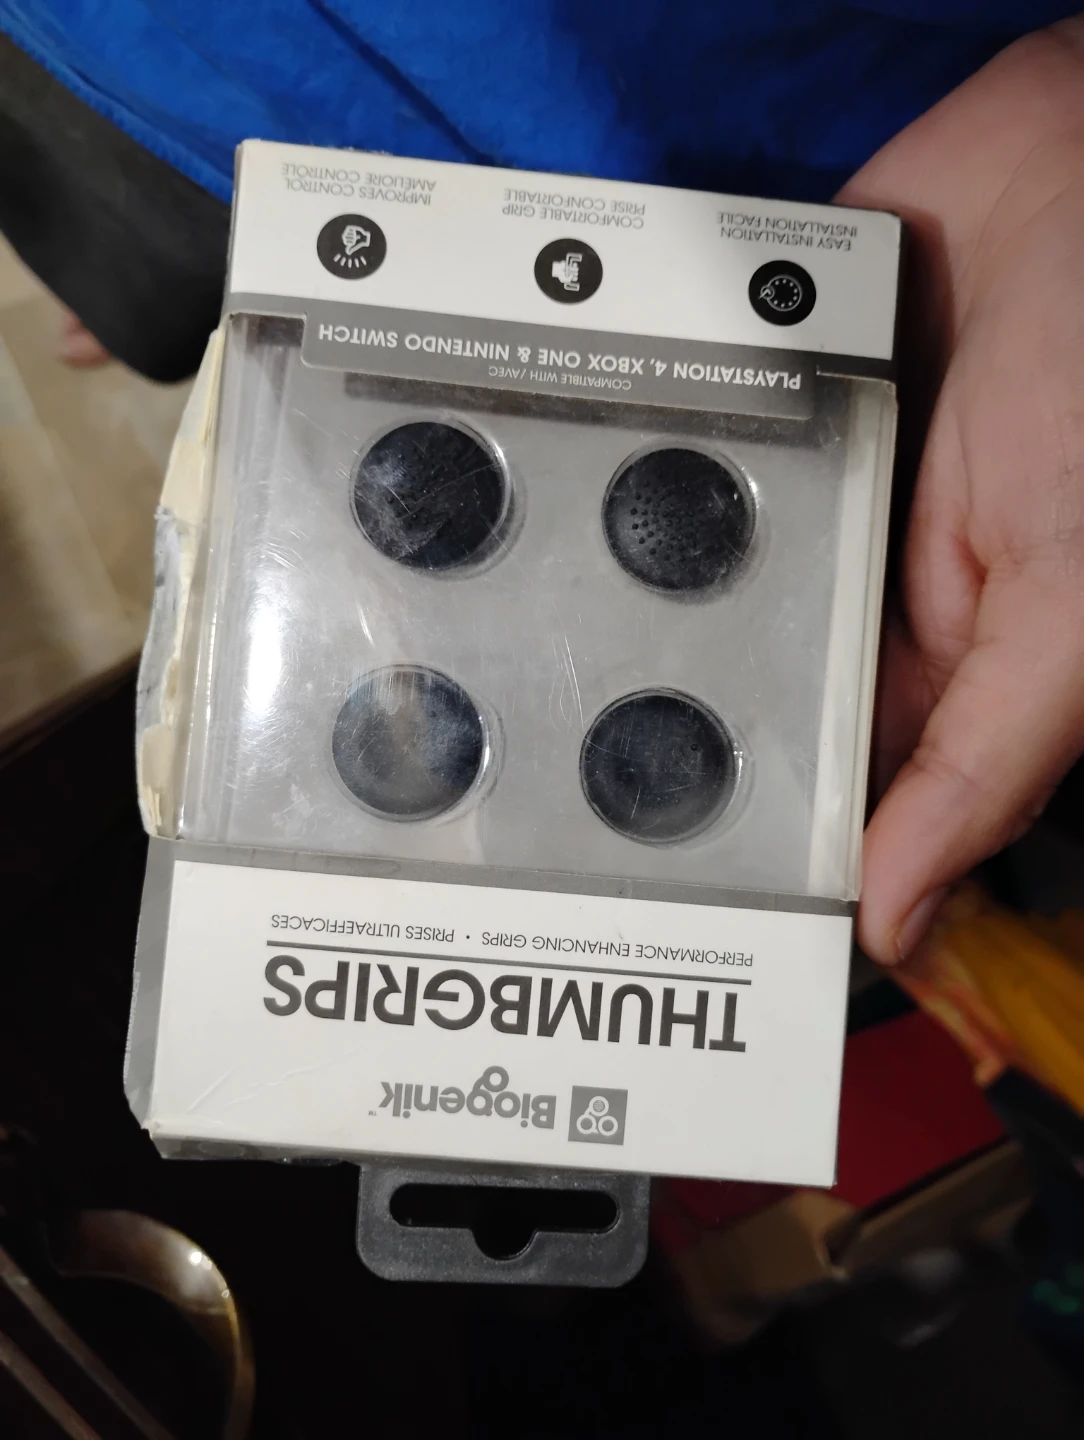 Biogenik™
THUMBGRIPS
PERFORMANCE ENHANCING GRIPS • PRISES ULTRAEFFICACES
COMPATIBLE WITH / AVEC
PLAYSTATION 4, XBOX ONE & NINTENDO SWITCH
EASY INSTALLATION
INSTALLATION FACILE
COMFORTABLE GRIP
PRISE CONFORTABLE
IMPROVES CONTROL
AMÉLIORE CONTRÔLE